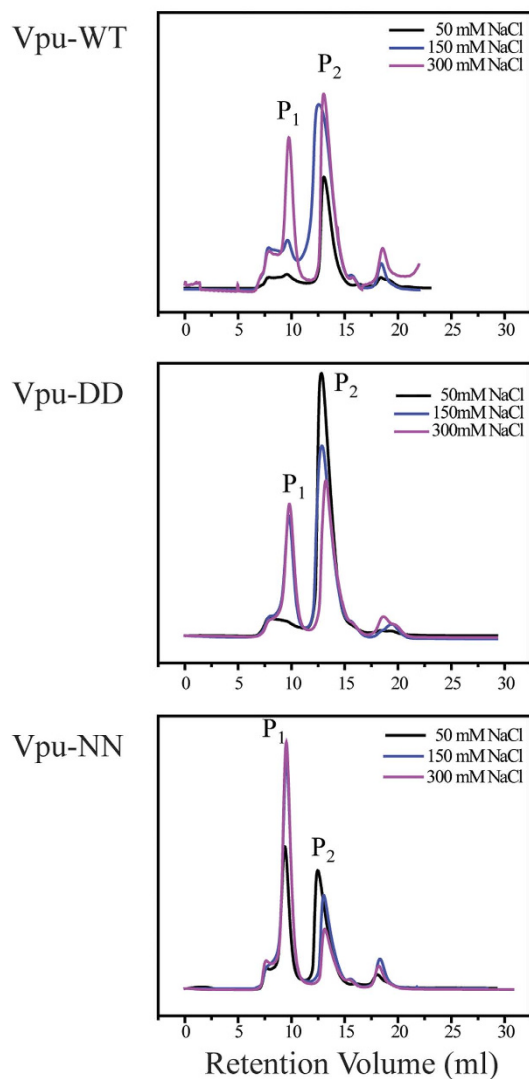 Vpu-WT
P1
P2
50 mM NaCl
150 mM NaCl
300 mM NaCl
0 5 10 15 20 25 30
Vpu-DD
P1
P2
50mM NaCl
150mM NaCl
300mM NaCl
0 5 10 15 20 25 30
Vpu-NN
P1
P2
50 mM NaCl
150 mM NaCl
300 mM NaCl
0 5 10 15 20 25 30
Retention Volume (ml)